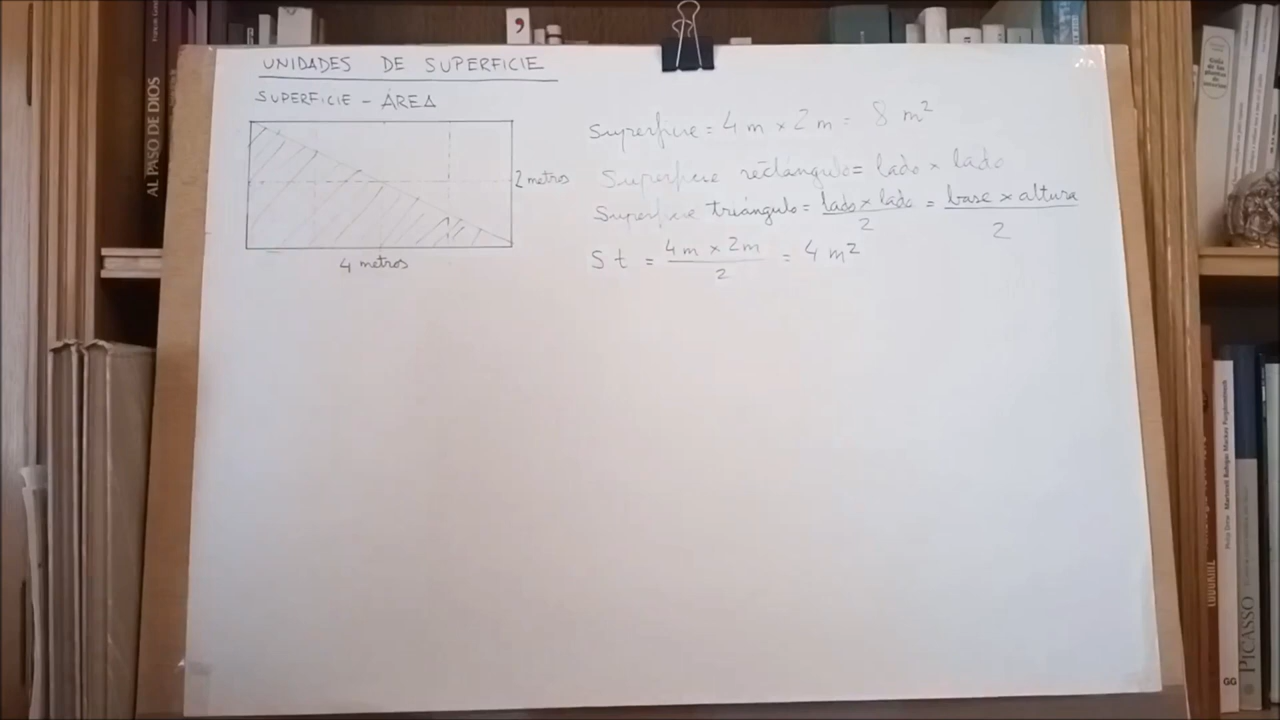 UNIDADES DE SUPERFICIE
SUPERFICIE - ÁREA
2 metros
4 metros
Superficie = 4 m × 2 m = 8 m²
Superficie rectángulo = lado × lado
Superficie triángulo = lado × lado / 2 = base × altura / 2
S t = 4 m × 2 m / 2 = 4 m²
AL PASO DE DIOS
PICASSO
GG